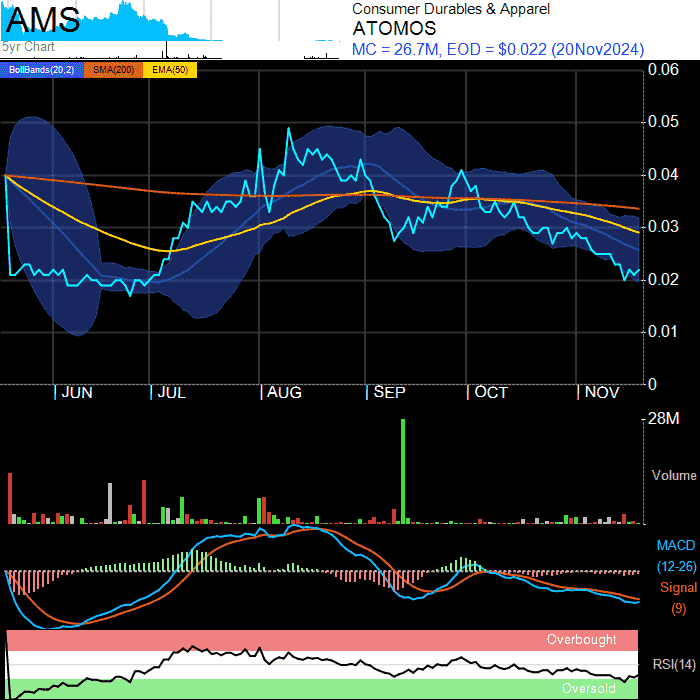 AMS
5yr Chart
Consumer Durables & Apparel
ATOMOS
MC = 26.7M, EOD = $0.022 (20Nov2024)
BollBands(20,2) SMA(200) EMA(50)
0.06
0.05
0.04
0.03
0.02
0.01
0
JUN JUL AUG SEP OCT NOV
28M
Volume
MACD
(12-26)
Signal
(9)
Overbought
RSI(14)
Oversold